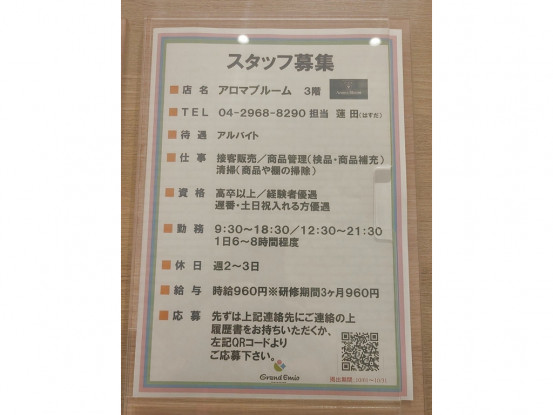 スタッフ募集
■店 名 アロマブルーム 3階
■TEL 04-2968-8290 担当 蓮田(はすだ)
■待 遇 アルバイト
■仕 事 接客販売／商品管理(検品・商品補充)
清掃(商品や棚の掃除)
■資 格 高卒以上／経験者優遇
遅番・土日祝入れる方優遇
■勤 務 9:30~18:30／12:30~21:30
1日6~8時間程度
■休 日 週2~3日
■給 与 時給960円※研修期間3ヶ月960円
■応 募 先ずは上記連絡先にご連絡の上
履歴書をお持ちいただくか、
左記QRコードより
ご応募下さい。
Grand Emio
掲出期間